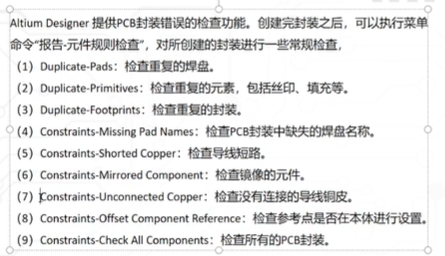 Altium Designer 提供PCB封装错误的检查功能。创建完封装之后，可以执行菜单
命令“报告-元件规则检查”，对所创建的封装进行一些常规检查，
（1）Duplicate-Pads：检查重复的焊盘。
（2）Duplicate-Primitives：检查重复的元素，包括丝印、填充等。
（3）Duplicate-Footprints：检查重复的封装。
（4）Constraints-Missing Pad Names：检查PCB封装中缺失的焊盘名称。
（5）Constraints-Shorted Copper：检查导线短路。
（6）Constraints-Mirrored Component：检查镜像的元件。
（7）Constraints-Unconnected Copper：检查没有连接的导线铜皮。
（8）Constraints-Offset Component Reference：检查参考点是否在本体进行设置。
（9）Constraints-Check All Components：检查所有的PCB封装。